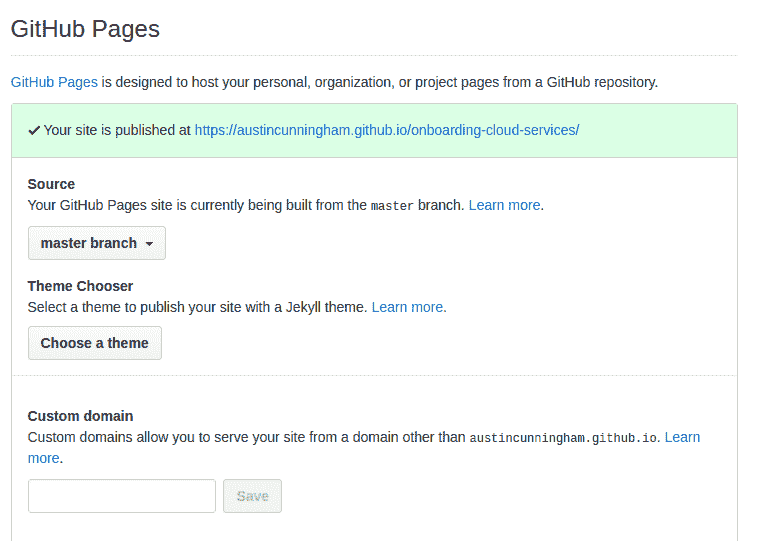 GitHub Pages
GitHub Pages is designed to host your personal, organization, or project pages from a GitHub repository.
Your site is published at https://austincunningham.github.io/onboarding-cloud-services/
Source
Your GitHub Pages site is currently being built from the master branch. Learn more.
master branch
Theme Chooser
Select a theme to publish your site with a Jekyll theme. Learn more.
Choose a theme
Custom domain
Custom domains allow you to serve your site from a domain other than austincunningham.github.io. Learn
more.
Save